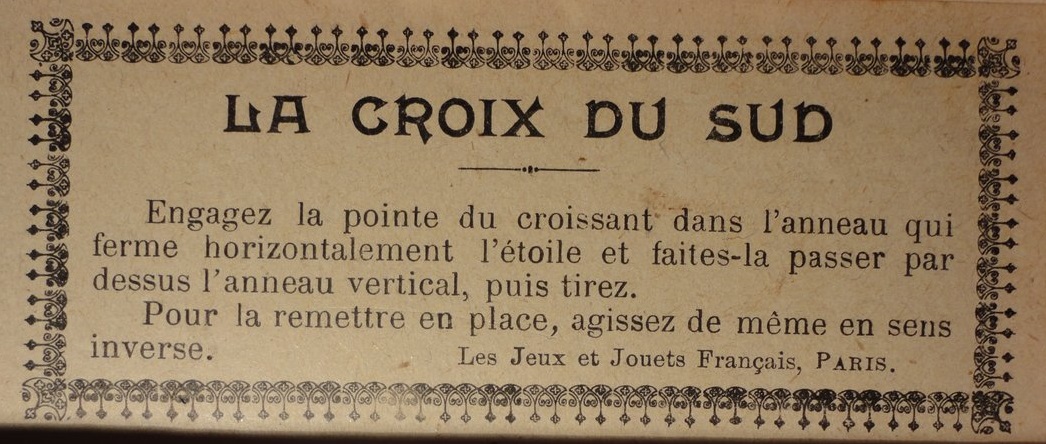 LA CROIX DU SUD
Engagez la pointe du croissant dans l'anneau qui
ferme horizontalement l'étoile et faites-la passer par
dessus l'anneau vertical, puis tirez.
Pour la remettre en place, agissez de même en sens
inverse.
Les Jeux et Jouets Français, PARIS.